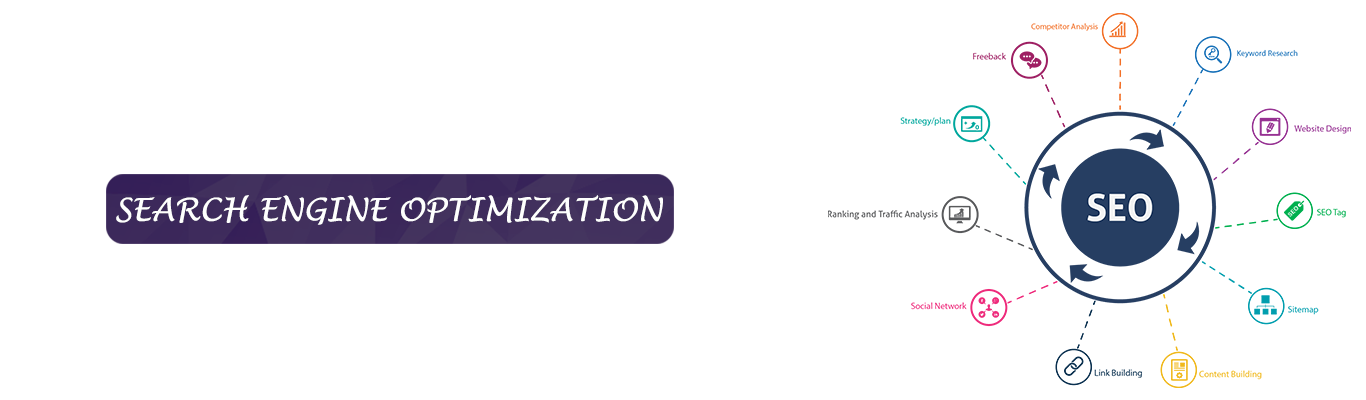 SEARCH ENGINE OPTIMIZATION
Competitor Analysis
Keyword Research
Freeback
Strategy/plan
Website Design
SEO
SEO
SEO Tag
Ranking and Traffic Analysis
Social Network
Sitemap
Link Building
Content Building